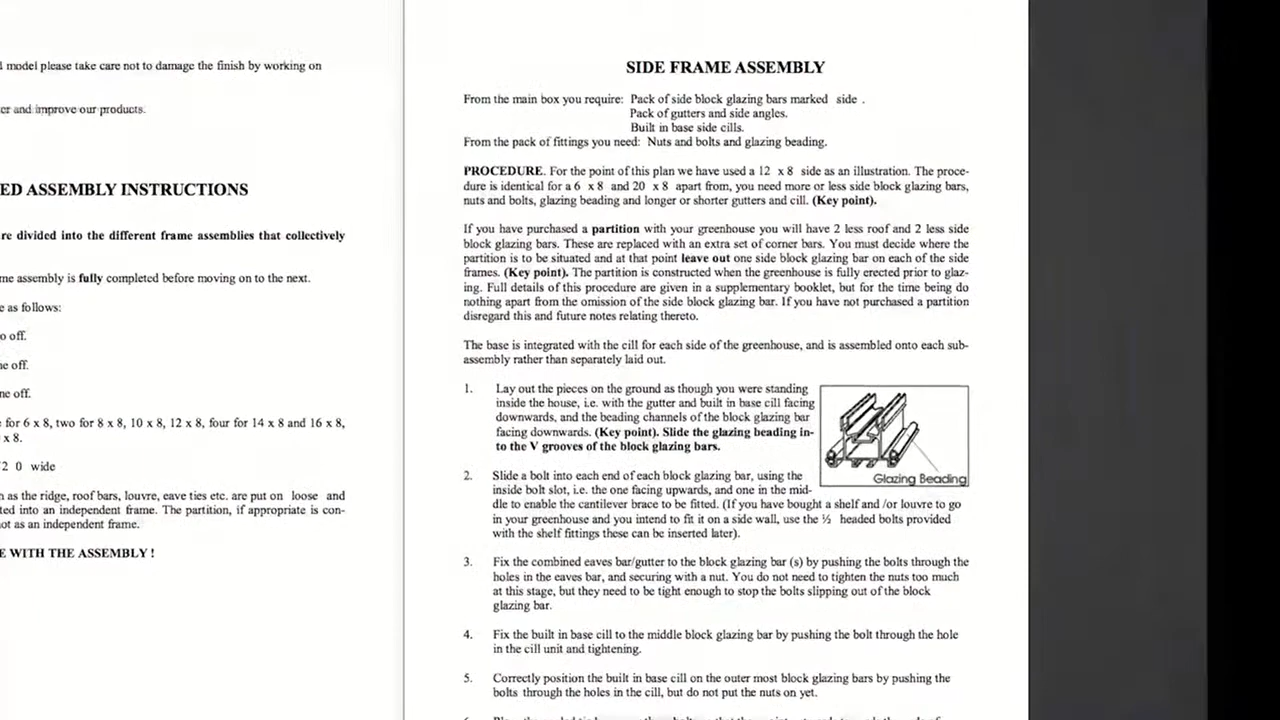 l model please take care not to damage the finish by working on
er and improve our products.
ED ASSEMBLY INSTRUCTIONS
re divided into the different frame assemblies that collectively
me assembly is fully completed before moving on to the next.
e as follows:
o off.
ne off.
ne off.
for 6 x 8, two for 8 x 8, 10 x 8, 12 x 8, four for 14 x 8 and 16 x 8,
x 8.
2 0 wide
h as the ridge, roof bars, louvre, eave ties etc. are put on loose and
ted into an independent frame. The partition, if appropriate is con-
not as an independent frame.
E WITH THE ASSEMBLY !
SIDE FRAME ASSEMBLY
From the main box you require: Pack of side block glazing bars marked side .
Pack of gutters and side angles.
Built in base side cills.
From the pack of fittings you need: Nuts and bolts and glazing beading.
PROCEDURE. For the point of this plan we have used a 12 x 8 side as an illustration. The proce-
dure is identical for a 6 x 8 and 20 x 8 apart from, you need more or less side block glazing bars,
nuts and bolts, glazing beading and longer or shorter gutters and cill. (Key point).
If you have purchased a partition with your greenhouse you will have 2 less roof and 2 less side
block glazing bars. These are replaced with an extra set of corner bars. You must decide where the
partition is to be situated and at that point leave out one side block glazing bar on each of the side
frames. (Key point). The partition is constructed when the greenhouse is fully erected prior to glaz-
ing. Full details of this procedure are given in a supplementary booklet, but for the time being do
nothing apart from the omission of the side block glazing bar. If you have not purchased a partition
disregard this and future notes relating thereto.
The base is integrated with the cill for each side of the greenhouse, and is assembled onto each sub-
assembly rather than separately laid out.
1. Lay out the pieces on the ground as though you were standing
inside the house, i.e. with the gutter and built in base cill facing
downwards, and the beading channels of the block glazing bar
facing downwards. (Key point). Slide the glazing beading in-
to the V grooves of the block glazing bars.
Glazing Beading
2. Slide a bolt into each end of each block glazing bar, using the
inside bolt slot, i.e. the one facing upwards, and one in the mid-
dle to enable the cantilever brace to be fitted. (If you have bought a shelf and /or louvre to go
in your greenhouse and you intend to fit it on a side wall, use the ½ headed bolts provided
with the shelf fittings these can be inserted later).
3. Fix the combined eaves bar/gutter to the block glazing bar (s) by pushing the bolts through the
holes in the eaves bar, and securing with a nut. You do not need to tighten the nuts too much
at this stage, but they need to be tight enough to stop the bolts slipping out of the block
glazing bar.
4. Fix the built in base cill to the middle block glazing bar by pushing the bolt through the hole
in the cill unit and tightening.
5. Correctly position the built in base cill on the outer most block glazing bars by pushing the
bolts through the holes in the cill, but do not put the nuts on yet.